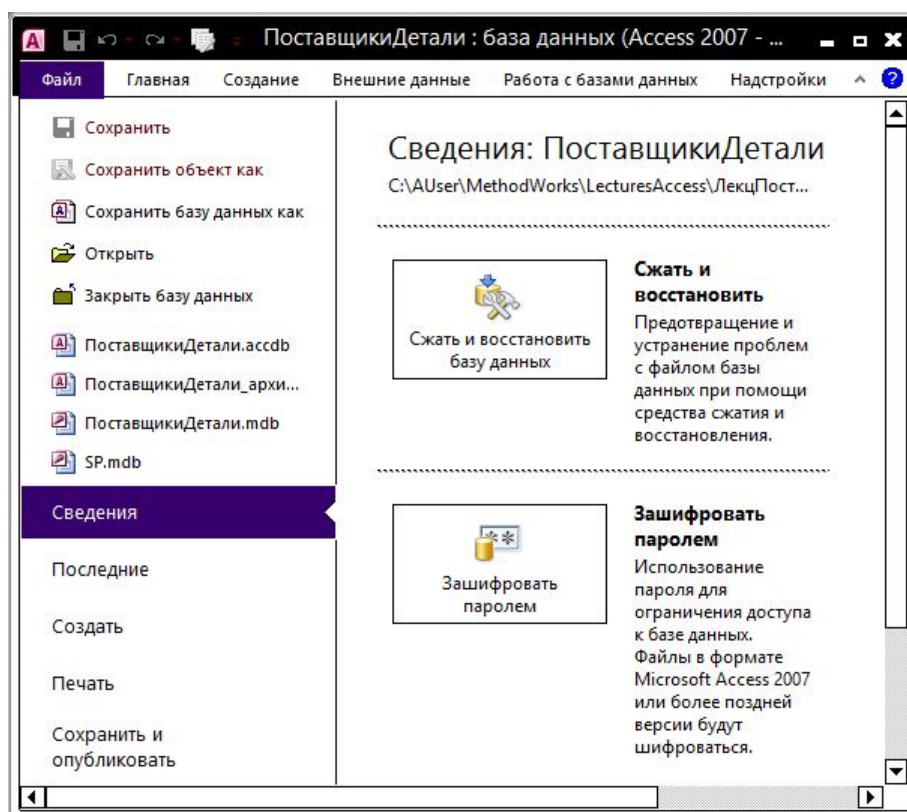 ПоставщикиДетали : база данных (Access 2007 - ...
Файл Главная Создание Внешние данные Работа с базами данных Надстройки
Сохранить
Сохранить объект как
Сохранить базу данных как
Открыть
Закрыть базу данных
ПоставщикиДетали.accdb
ПоставщикиДетали_архи...
ПоставщикиДетали.mdb
SP.mdb
Сведения
Последние
Создать
Печать
Сохранить и
опубликовать
Сведения: ПоставщикиДетали
C:\AUser\MethodWorks\LecturesAccess\ЛекцПост...
Сжать и восстановить
базу данных
Сжать и
восстановить
Предотвращение и
устранение проблем
с файлом базы
данных при помощи
средства сжатия и
восстановления.
Зашифровать
паролем
Зашифровать
паролем
Использование
пароля для
ограничения доступа
к базе данных.
Файлы в формате
Microsoft Access 2007
или более поздней
версии будут
шифроваться.